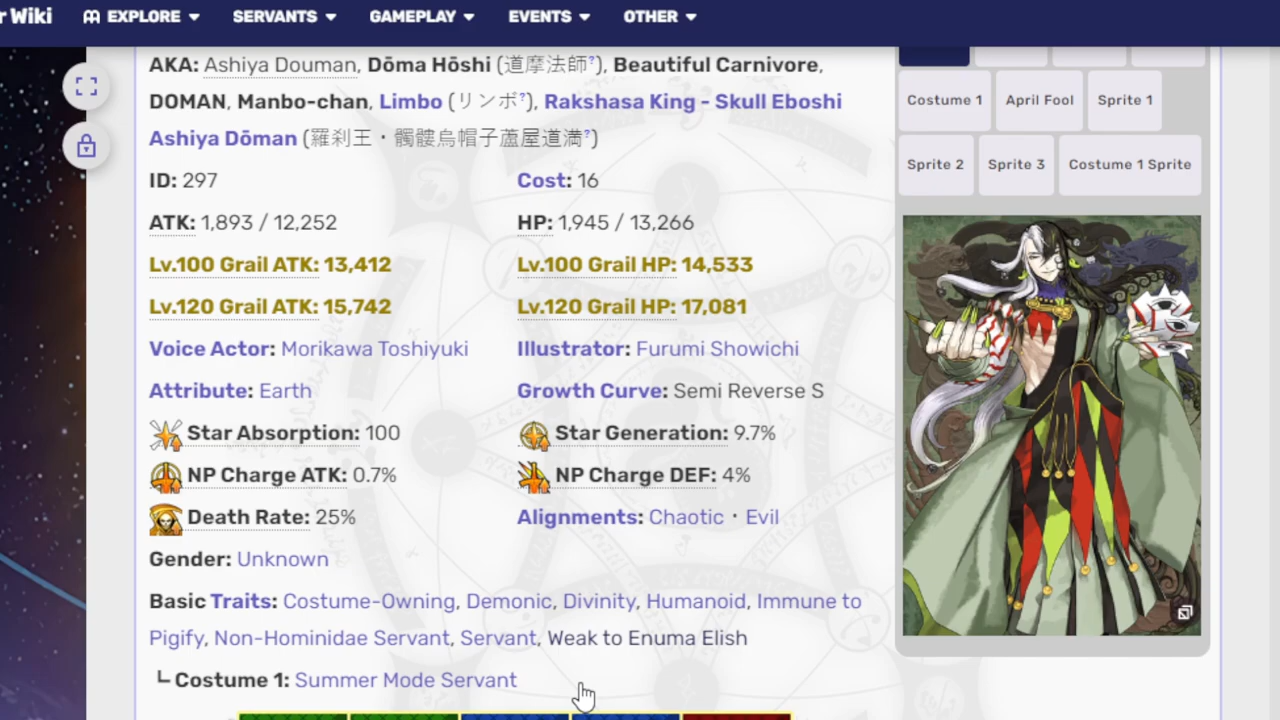 r Wiki EXPLORE SERVANTS GAMEPLAY EVENTS OTHER
AKA: Ashiya Douman, Dōma Hōshi (道摩法師?), Beautiful Carnivore,
DOMAN, Manbo-chan, Limbo (リンボ?), Rakshasa King - Skull Eboshi
Ashiya Dōman (羅刹王・髑髏烏帽子蘆屋道満?)
ID: 297 Cost: 16
ATK: 1,893 / 12,252 HP: 1,945 / 13,266
Lv.100 Grail ATK: 13,412 Lv.100 Grail HP: 14,533
Lv.120 Grail ATK: 15,742 Lv.120 Grail HP: 17,081
Voice Actor: Morikawa Toshiyuki Illustrator: Furumi Showichi
Attribute: Earth Growth Curve: Semi Reverse S
Star Absorption: 100 Star Generation: 9.7%
NP Charge ATK: 0.7% NP Charge DEF: 4%
Death Rate: 25% Alignments: Chaotic・Evil
Gender: Unknown
Basic Traits: Costume-Owning, Demonic, Divinity, Humanoid, Immune to
Pigify, Non-Hominidae Servant, Servant, Weak to Enuma Elish
└ Costume 1: Summer Mode Servant
Costume 1 April Fool Sprite 1
Sprite 2 Sprite 3 Costume 1 Sprite